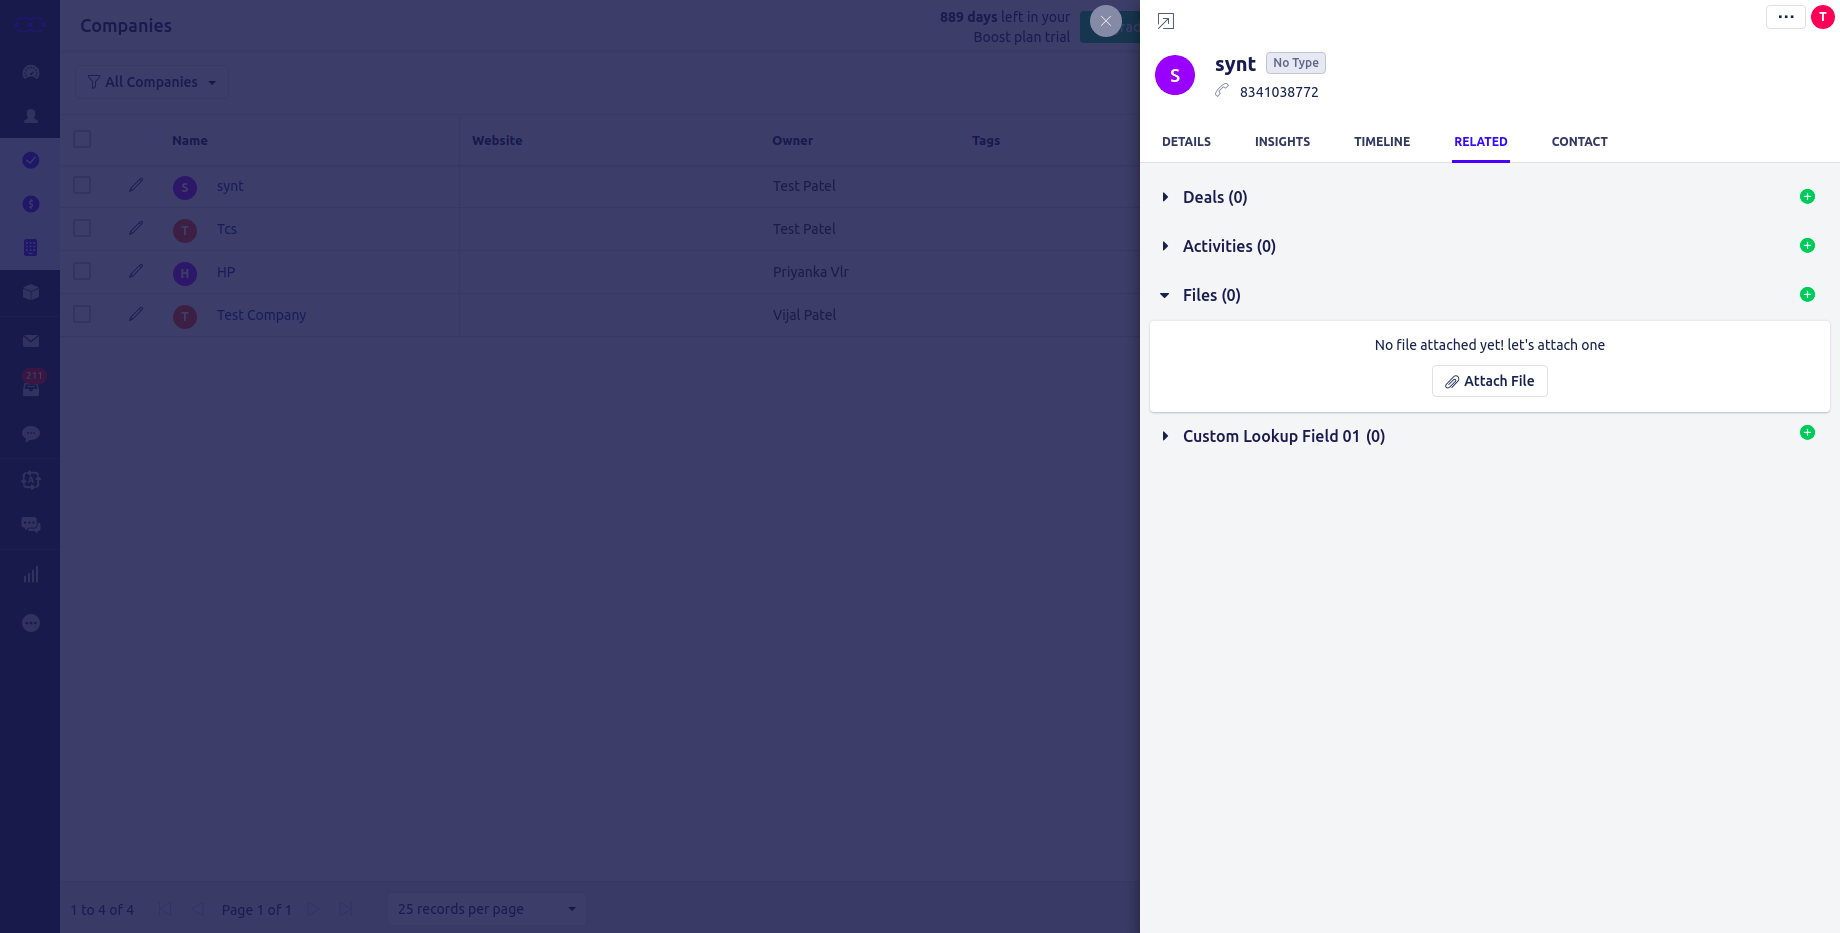 Companies
889 days left in your
Boost plan trial
All Companies
Name Website Owner Tags
S synt Test Patel
T Tcs Test Patel
H HP Priyanka Vlr
T Test Company Vijal Patel
211
1 to 4 of 4 Page 1 of 1 25 records per page
T
S synt No Type
8341038772
DETAILS INSIGHTS TIMELINE RELATED CONTACT
Deals (0)
Activities (0)
Files (0)
No file attached yet! let's attach one
Attach File
Custom Lookup Field 01 (0)